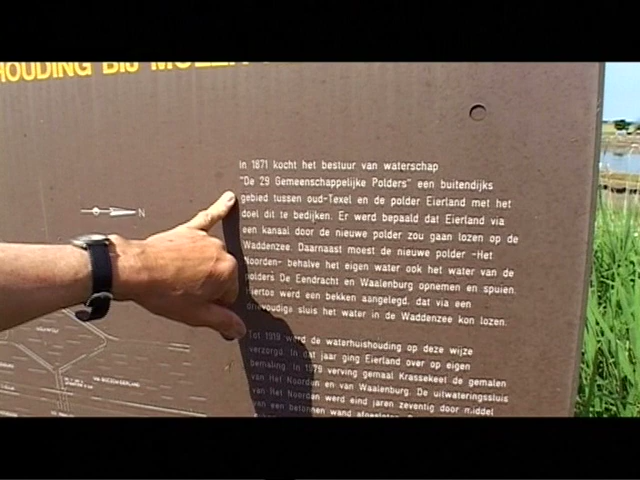 HOUDING BIJ
N
In 1871 kocht het bestuur van waterschap
"De 29 Gemeenschappelijke Polders" een buitendijks
gebied tussen oud-Texel en de polder Eierland met het
doel dit te bedijken. Er werd bepaald dat Eierland via
een kanaal door de nieuwe polder zou gaan lozen op de
Waddenzee. Daarnaast moest de nieuwe polder -Het
Noorden- behalve het eigen water ook het water van de
polders De Eendracht en Waalenburg opnemen en spuien.
Hiertoe werd een bekken aangelegd, dat via een
drievoudige sluis het water in de Waddenzee kon lozen.
Tot 1918 werd de waterhuishouding op deze wijze
verzorgd. In dat jaar ging Eierland over op eigen
bemaling. In 1979 verving gemaal Krassekeet de gemalen
van Het Noorden en van Waalenburg. De uitwateringssluis
van Het Noorden werd eind jaren zeventig door middel
van een betonnen wand